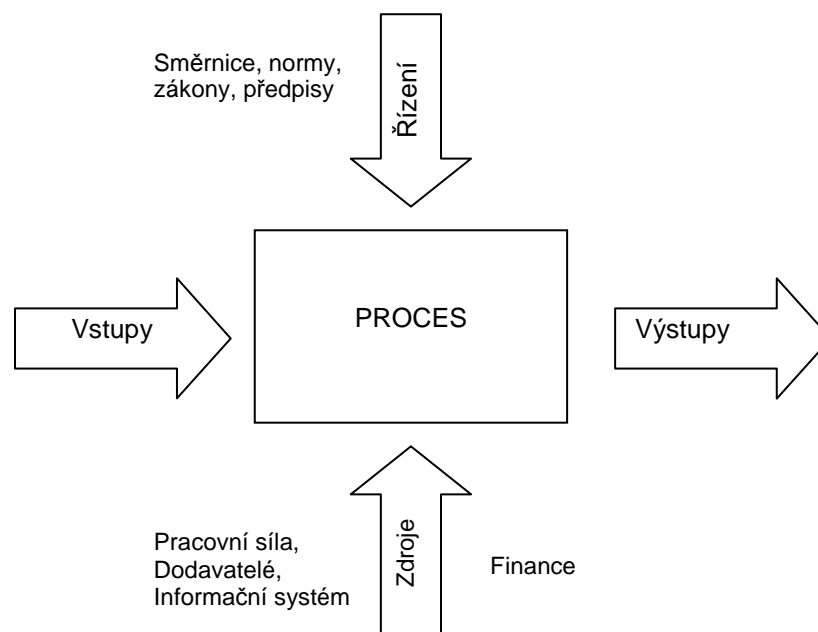 Směrnice, normy,
zákony, předpisy
Řízení
Vstupy
PROCES
Výstupy
Pracovní síla,
Dodavatelé,
Informační systém
Zdroje
Finance